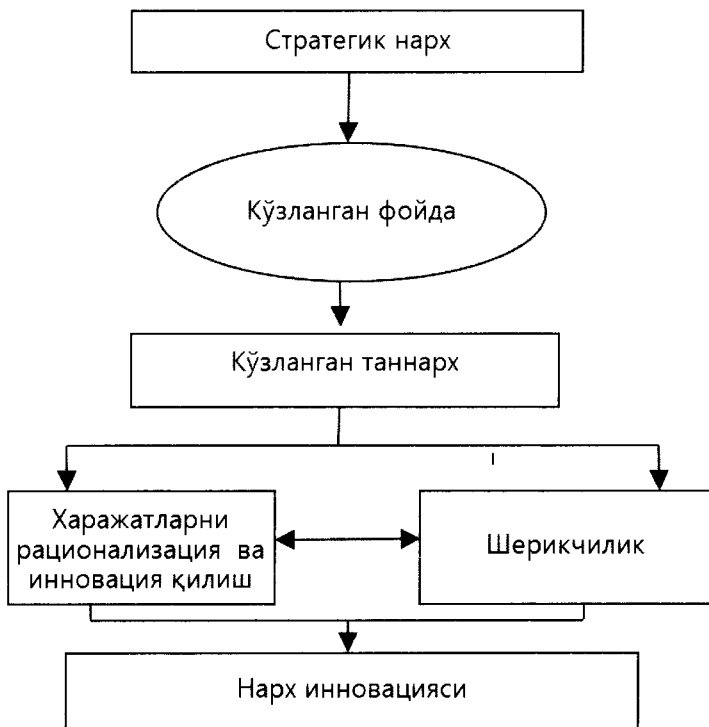 Стратегик нарх
Кўзланган фойда
Кўзланган таннарх
Харажатларни
рационализация ва
инновация қилиш
Шерикчилик
Нарх инновацияси